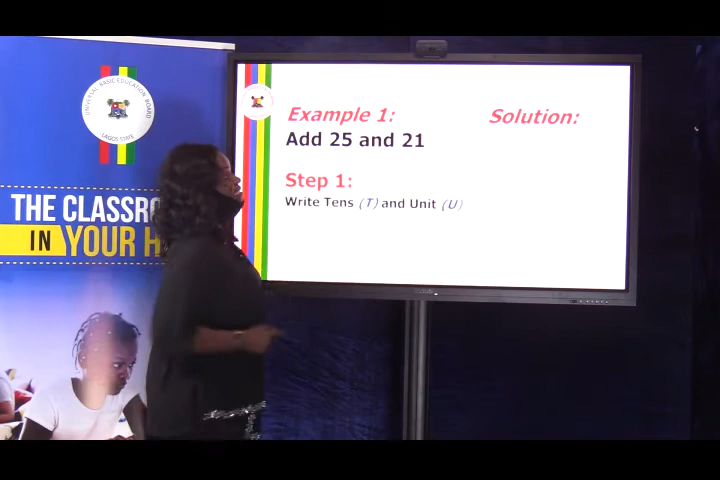 UNIVERSAL BASIC EDUCATION BOARD
LAGOS STATE
THE CLASSRO
IN YOUR H
Example 1:
Solution:
Add 25 and 21
Step 1:
Write Tens (T) and Unit (U)